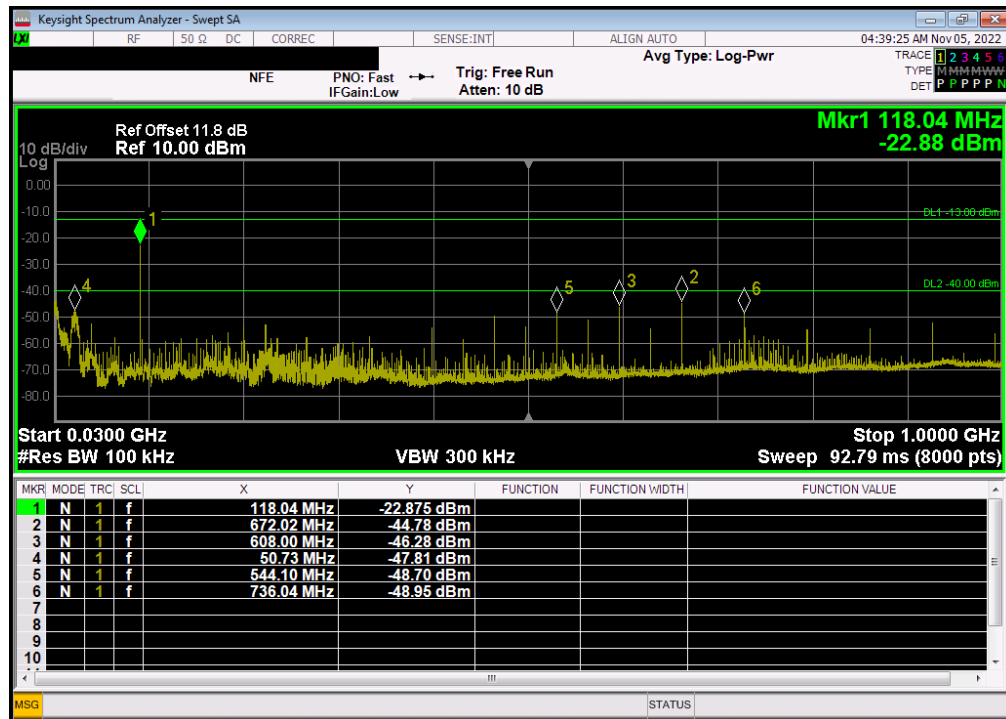 Keysight Spectrum Analyzer - Swept SA
LXI RF 50 Ω DC CORREC SENSE:INT ALIGN AUTO 04:39:25 AM Nov 05, 2022
Avg Type: Log-Pwr
TRACE 1 2 3 4 5 6
TYPE M M M M W W
DET P P P P P N
NFE
PNO: Fast
IFGain:Low
Trig: Free Run
Atten: 10 dB
Mkr1 118.04 MHz
-22.88 dBm
Ref Offset 11.8 dB
10 dB/div Ref 10.00 dBm
Log
0.00
-10.0
1
DL1 -13.00 dBm
-20.0
-30.0
4
5
3
2
6
DL2 -40.00 dBm
-40.0
-50.0
-60.0
-70.0
-80.0
Start 0.0300 GHz Stop 1.0000 GHz
#Res BW 100 kHz VBW 300 kHz Sweep 92.79 ms (8000 pts)
MKR MODE TRC SCL X Y FUNCTION FUNCTION WIDTH FUNCTION VALUE
1 N 1 f 118.04 MHz -22.875 dBm
2 N 1 f 672.02 MHz -44.78 dBm
3 N 1 f 608.00 MHz -46.28 dBm
4 N 1 f 50.73 MHz -47.81 dBm
5 N 1 f 544.10 MHz -48.70 dBm
6 N 1 f 736.04 MHz -48.95 dBm
7
8
9
10
MSG STATUS